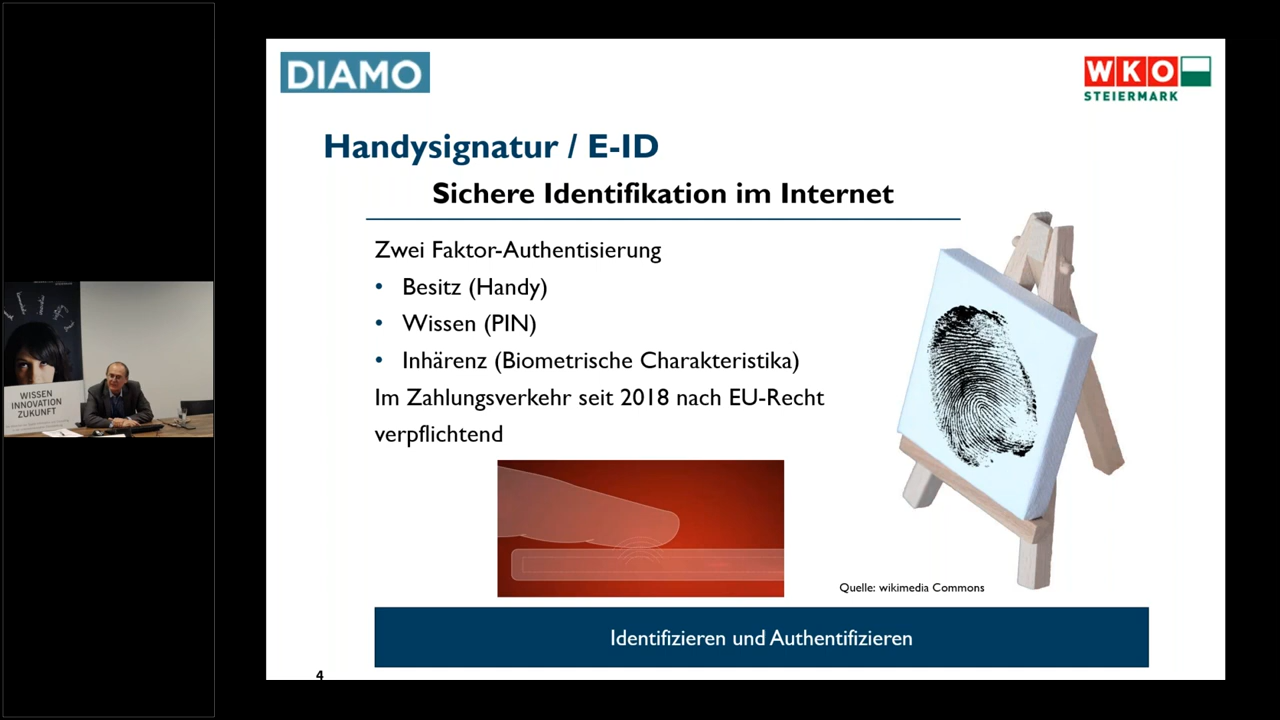 DIAMO
WKO
STEIERMARK
Handysignatur / E-ID
Sichere Identifikation im Internet
Zwei Faktor-Authentisierung
• Besitz (Handy)
• Wissen (PIN)
• Inhärenz (Biometrische Charakteristika)
Im Zahlungsverkehr seit 2018 nach EU-Recht
verpflichtend
Quelle: wikimedia Commons
Identifizieren und Authentifizieren
4
WISSEN
INNOVATION
ZUKUNFT